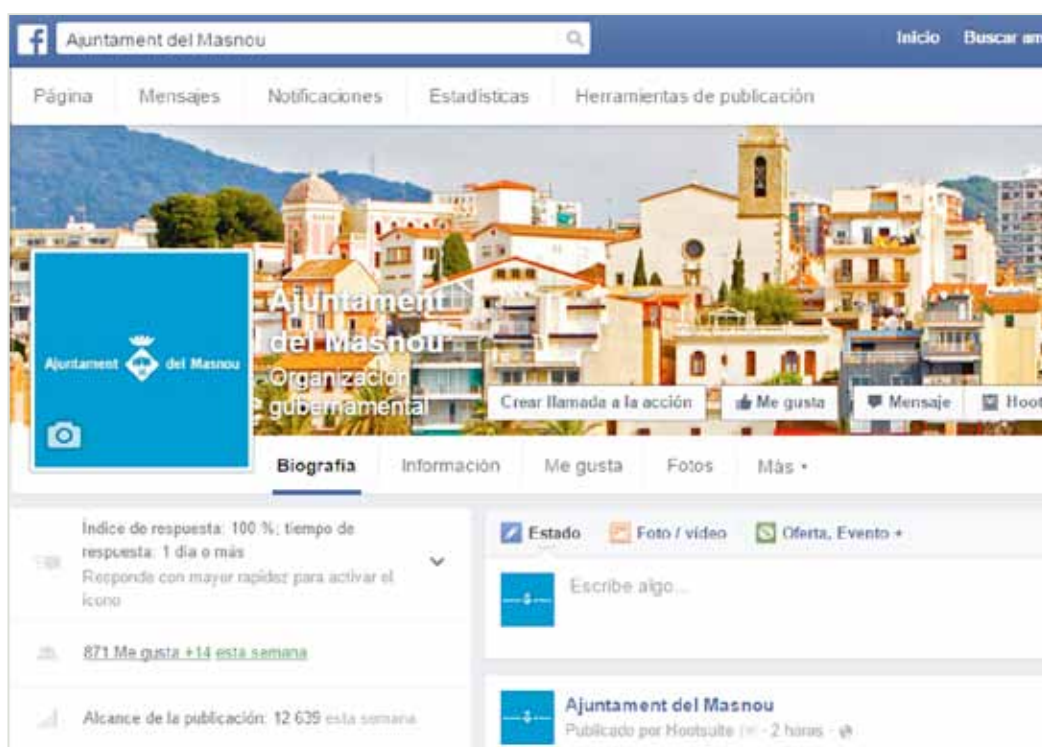 f Ajuntament del Masnou Inicio Buscar am
Página Mensajes Notificaciones Estadísticas Herramientas de publicación
Ajuntament del Masnou
Ajuntament
del Masnou
Organización
gubernamental
Crear llamada a la acción Me gusta Mensaje Hoot
Biografía Información Me gusta Fotos Más
Índice de respuesta: 100 %; tiempo de
respuesta: 1 día o más
Responde con mayor rapidez para activar el
icono
871 Me gusta +14 esta semana
Alcance de la publicación: 12 639 esta semana
Estado Foto / vídeo Oferta, Evento +
Escribe algo...
Ajuntament del Masnou
Publicado por Hootsuite · 2 horas ·